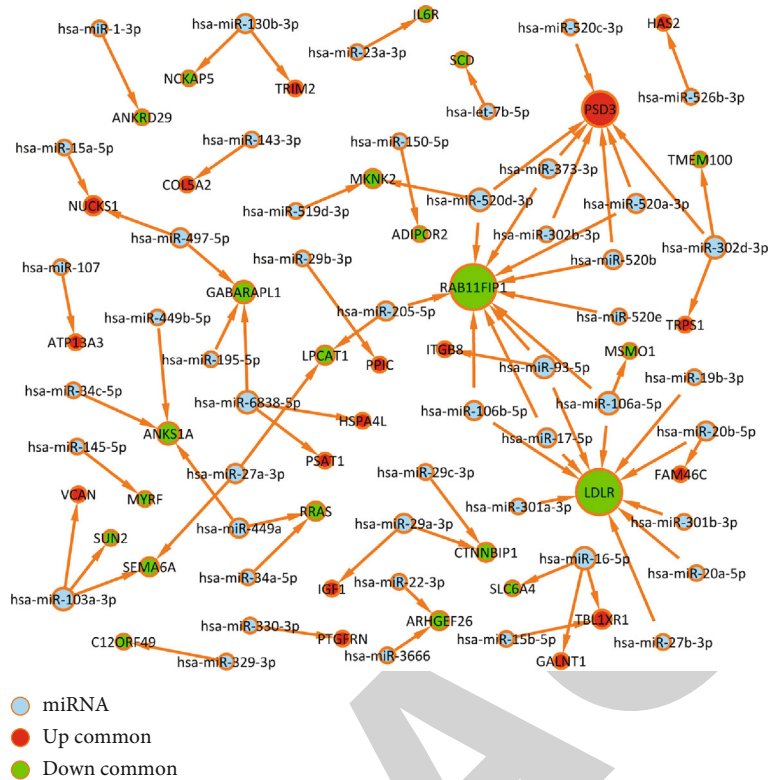 hsa-miR-1-3p
hsa-miR-130b-3p
IL6R
hsa-miR-520c-3p
HAS2
hsa-miR-23a-3p
NCKAP5
TRIM2
SCD
hsa-miR-526b-3p
ANKRD29
hsa-let-7b-5p
PSD3
hsa-miR-15a-5p
hsa-miR-143-3p
hsa-miR-150-5p
TMEM100
COL5A2
MKNK2
hsa-miR-373-3p
NUCKS1
hsa-miR-519d-3p
hsa-miR-520d-3p
hsa-miR-520a-3p
hsa-miR-497-5p
ADIPOR2
hsa-miR-302b-3p
hsa-miR-302d-3p
hsa-miR-107
hsa-miR-29b-3p
hsa-miR-520b
GABARAPL1
RAB11FIP1
hsa-miR-449b-5p
hsa-miR-205-5p
hsa-miR-520e
TRPS1
ATP13A3
hsa-miR-195-5p
LPCAT1
PPIC
ITGB8
hsa-miR-93-5p
MSMO1
hsa-miR-19b-3p
hsa-miR-34c-5p
hsa-miR-6838-5p
hsa-miR-106b-5p
hsa-miR-106a-5p
HSPA4L
ANKS1A
hsa-miR-17-5p
hsa-miR-20b-5p
hsa-miR-145-5p
PSAT1
hsa-miR-27a-3p
hsa-miR-29c-3p
FAM46C
VCAN
MYRF
LDLR
hsa-miR-301a-3p
RRAS
hsa-miR-449a
hsa-miR-29a-3p
hsa-miR-301b-3p
SUN2
CTNNBIP1
hsa-miR-16-5p
SEMA6A
hsa-miR-34a-5p
hsa-miR-20a-5p
IGF1
hsa-miR-22-3p
SLC6A4
hsa-miR-103a-3p
ARHGEF26
TBL1XR1
hsa-miR-330-3p
PTGFRN
hsa-miR-15b-5p
hsa-miR-27b-3p
C12ORF49
hsa-miR-329-3p
hsa-miR-3666
GALNT1
miRNA
Up common
Down common